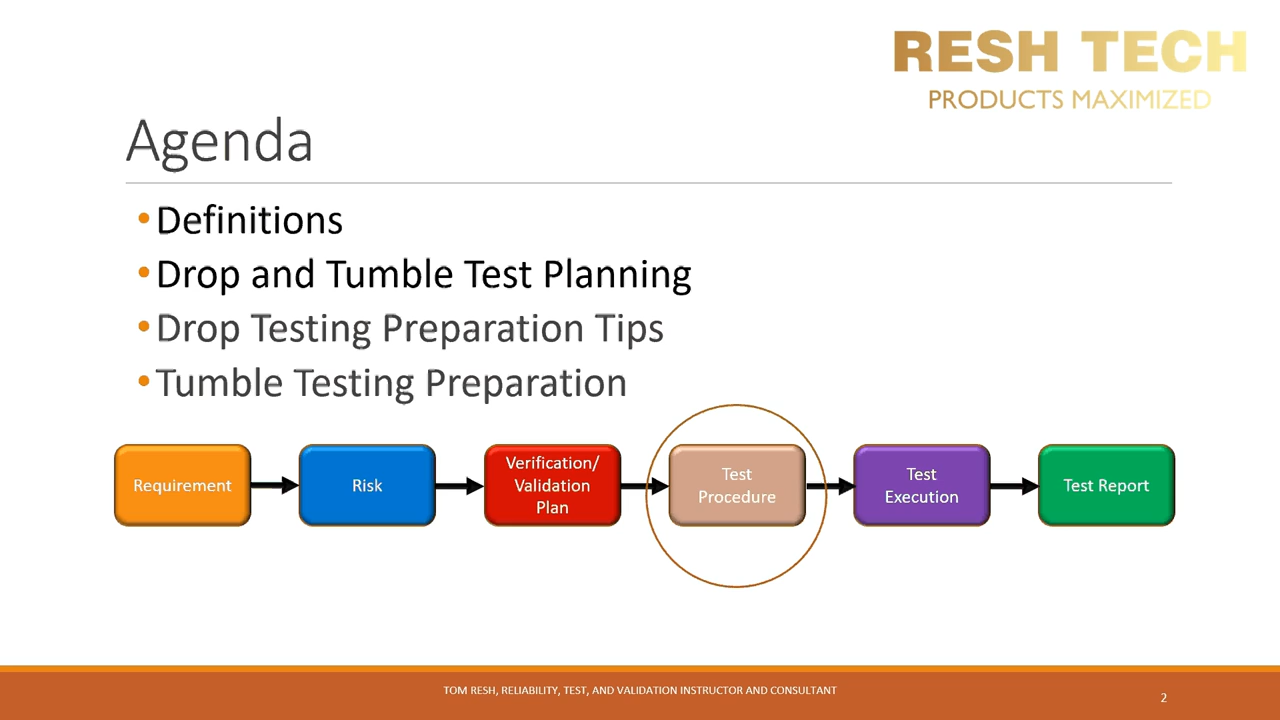 RESH TECH
PRODUCTS MAXIMIZED
Agenda
•Definitions
•Drop and Tumble Test Planning
•Drop Testing Preparation Tips
•Tumble Testing Preparation
Requirement
Risk
Verification/
Validation
Plan
Test
Procedure
Test
Execution
Test Report
TOM RESH, RELIABILITY, TEST, AND VALIDATION INSTRUCTOR AND CONSULTANT
2